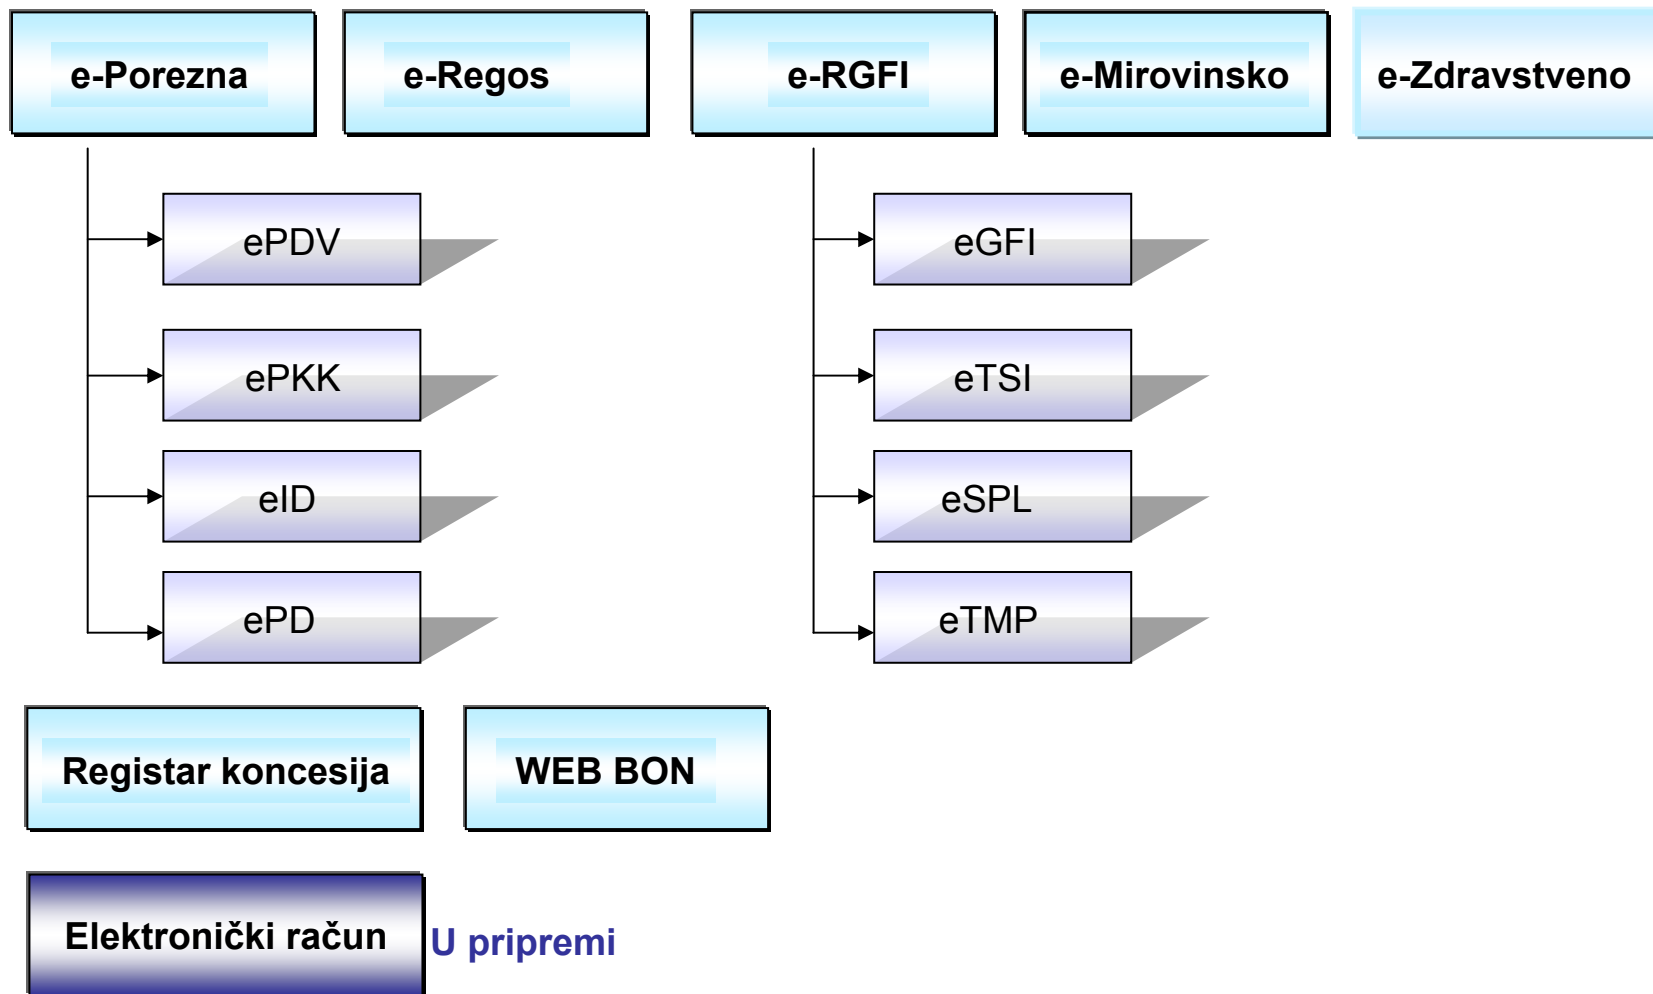 e-Porezna
e-Regos
e-RGFI
e-Mirovinsko
e-Zdravstveno
ePDV
ePKK
eID
ePD
eGFI
eTSI
eSPL
eTMP
Registar koncesija
WEB BON
Elektronički račun
U pripremi